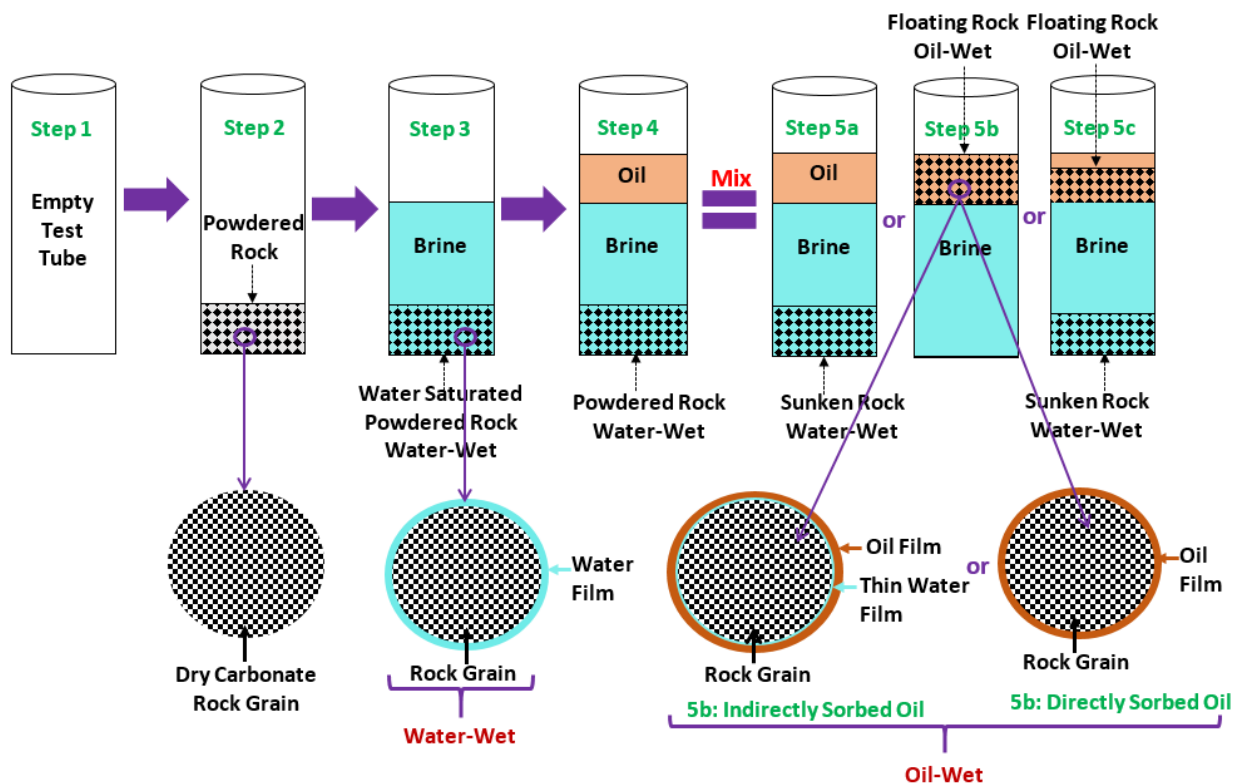 Floating Rock
Oil-Wet
Floating Rock
Oil-Wet
Step 1
Step 2
Step 3
Step 4
Step 5a
Step 5b
Step 5c
Empty
Test
Tube
Powdered
Rock
Brine
Oil
Brine
Mix
Oil
Brine
or
Brine
or
Brine
Water Saturated
Powdered Rock
Water-Wet
Powdered Rock
Water-Wet
Sunken Rock
Water-Wet
Sunken Rock
Water-Wet
Dry Carbonate
Rock Grain
Water
Film
Rock Grain
Water-Wet
Oil Film
Thin Water
Film
Rock Grain
or
Oil
Film
Rock Grain
5b: Indirectly Sorbed Oil
5b: Directly Sorbed Oil
Oil-Wet